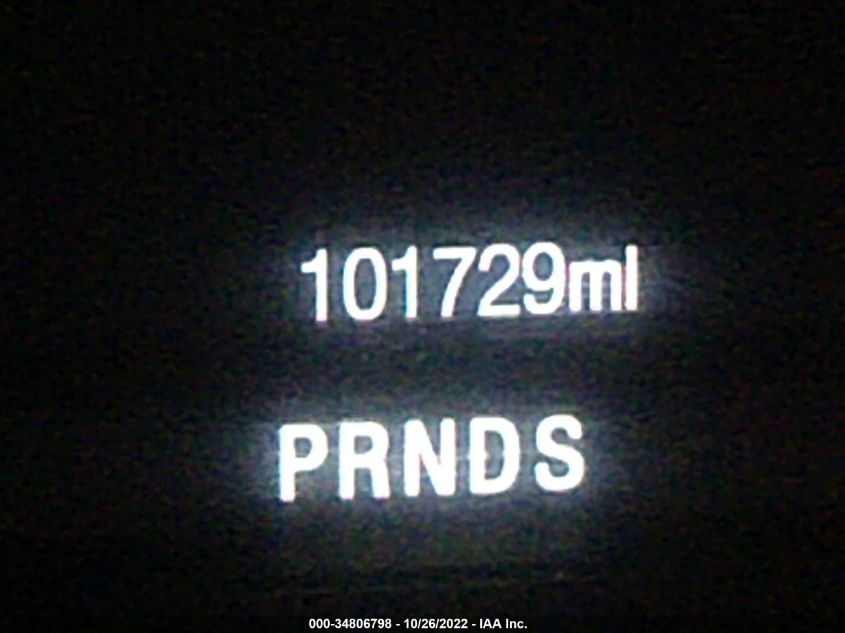 101729mi
PRNDS
000-34806798 - 10/26/2022 - IAA Inc.